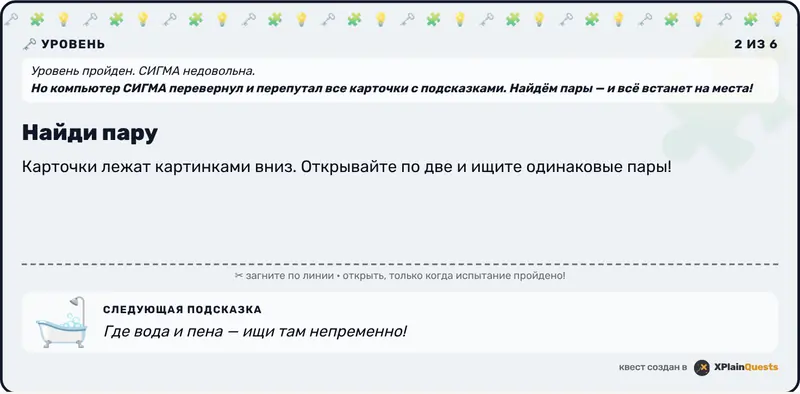 УРОВЕНЬ
2 ИЗ 6
Уровень пройден. СИГМА недовольна.
Но компьютер СИГМА перевернул и перепутал все карточки с подсказками. Найдём пары — и всё встанет на места!
Найди пару
Карточки лежат картинками вниз. Открывайте по две и ищите одинаковые пары!
✂ загните по линии · открыть, только когда испытание пройдено!
СЛЕДУЮЩАЯ ПОДСКАЗКА
Где вода и пена — ищи там непременно!
квест создан в XPlainQuests